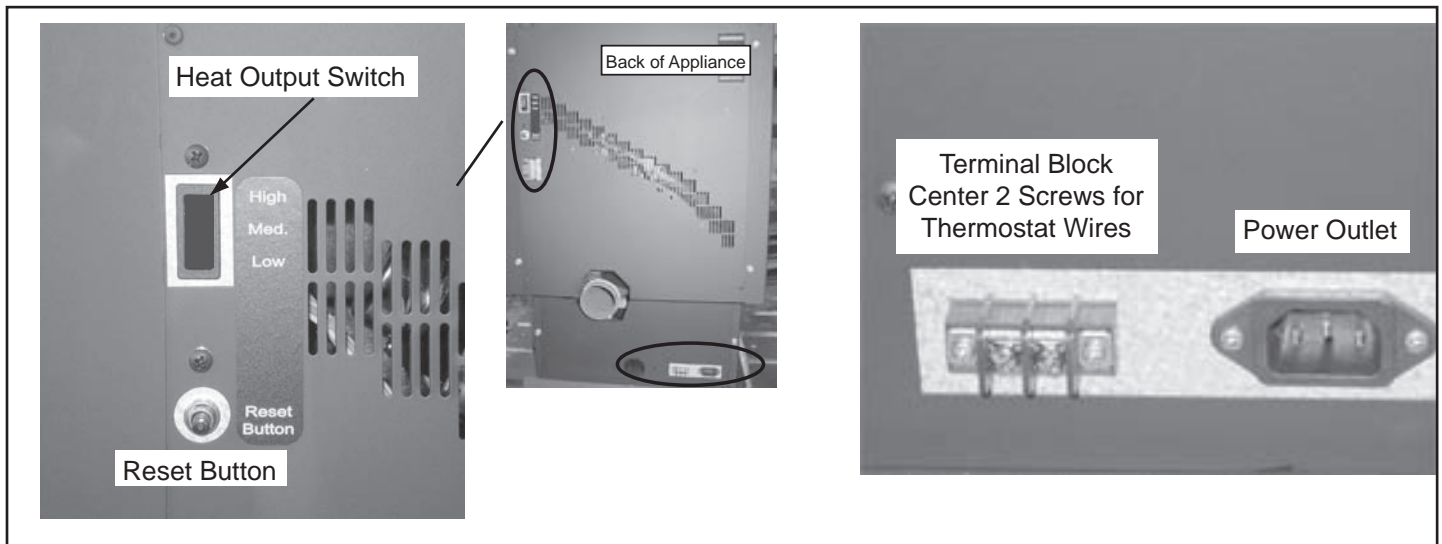 Heat Output Switch
High
Med.
Low
Reset
Button
Reset Button
Back of Appliance
Terminal Block
Center 2 Screws for
Thermostat Wires
Power Outlet